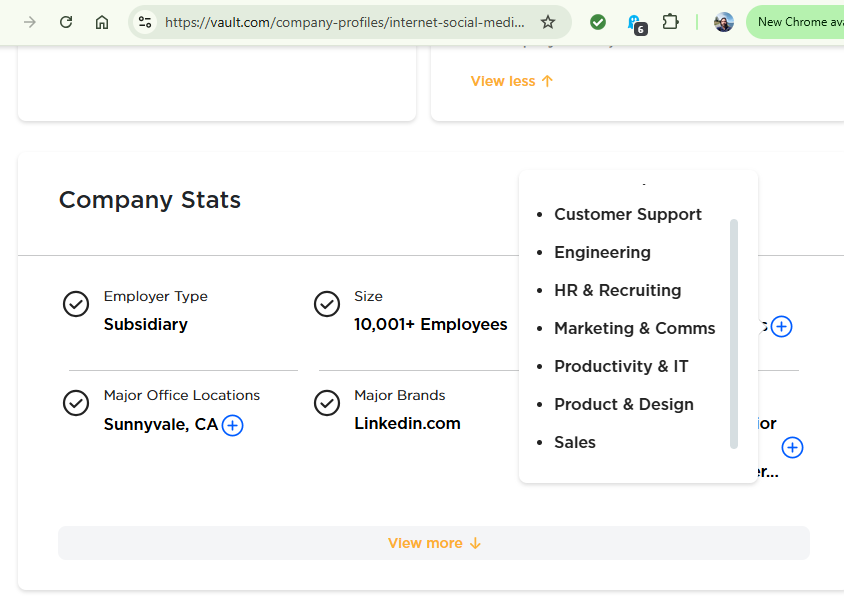 https://vault.com/company-profiles/internet-social-medi...
6
New Chrome ava
View less ↑
Company Stats
Employer Type
Subsidiary
Size
10,001+ Employees
Major Office Locations
Sunnyvale, CA
Major Brands
Linkedin.com
• Customer Support
• Engineering
• HR & Recruiting
• Marketing & Comms
• Productivity & IT
• Product & Design
• Sales
View more ↓